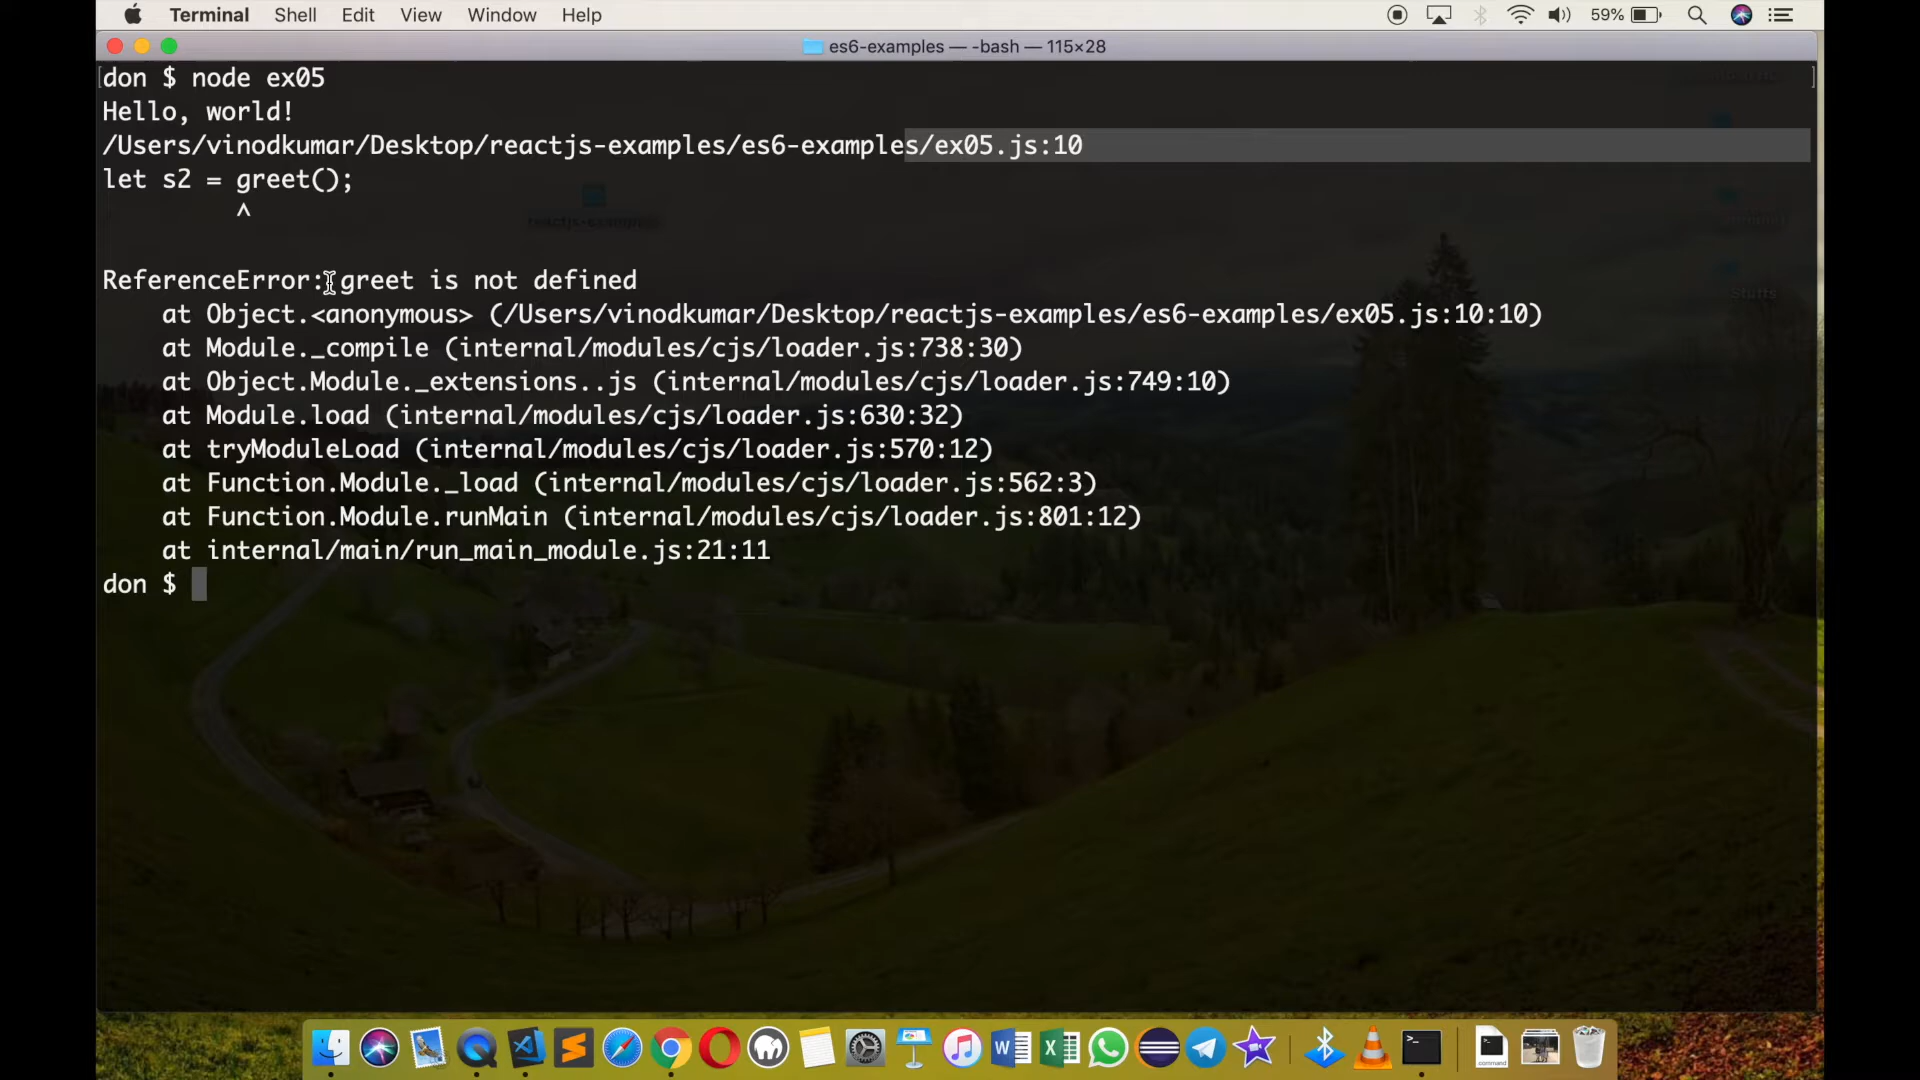 Terminal Shell Edit View Window Help 59%
es6-examples — -bash — 115×28
[don $ node ex05 ]
Hello, world!
/Users/vinodkumar/Desktop/reactjs-examples/es6-examples/ex05.js:10
let s2 = greet();
^
reactjs-examples
ReferenceError: greet is not defined
at Object.<anonymous> (/Users/vinodkumar/Desktop/reactjs-examples/es6-examples/ex05.js:10:10)
Stuffs
at Module._compile (internal/modules/cjs/loader.js:738:30)
at Object.Module._extensions..js (internal/modules/cjs/loader.js:749:10)
at Module.load (internal/modules/cjs/loader.js:630:32)
at tryModuleLoad (internal/modules/cjs/loader.js:570:12)
at Function.Module._load (internal/modules/cjs/loader.js:562:3)
at Function.Module.runMain (internal/modules/cjs/loader.js:801:12)
at internal/main/run_main_module.js:21:11
don $